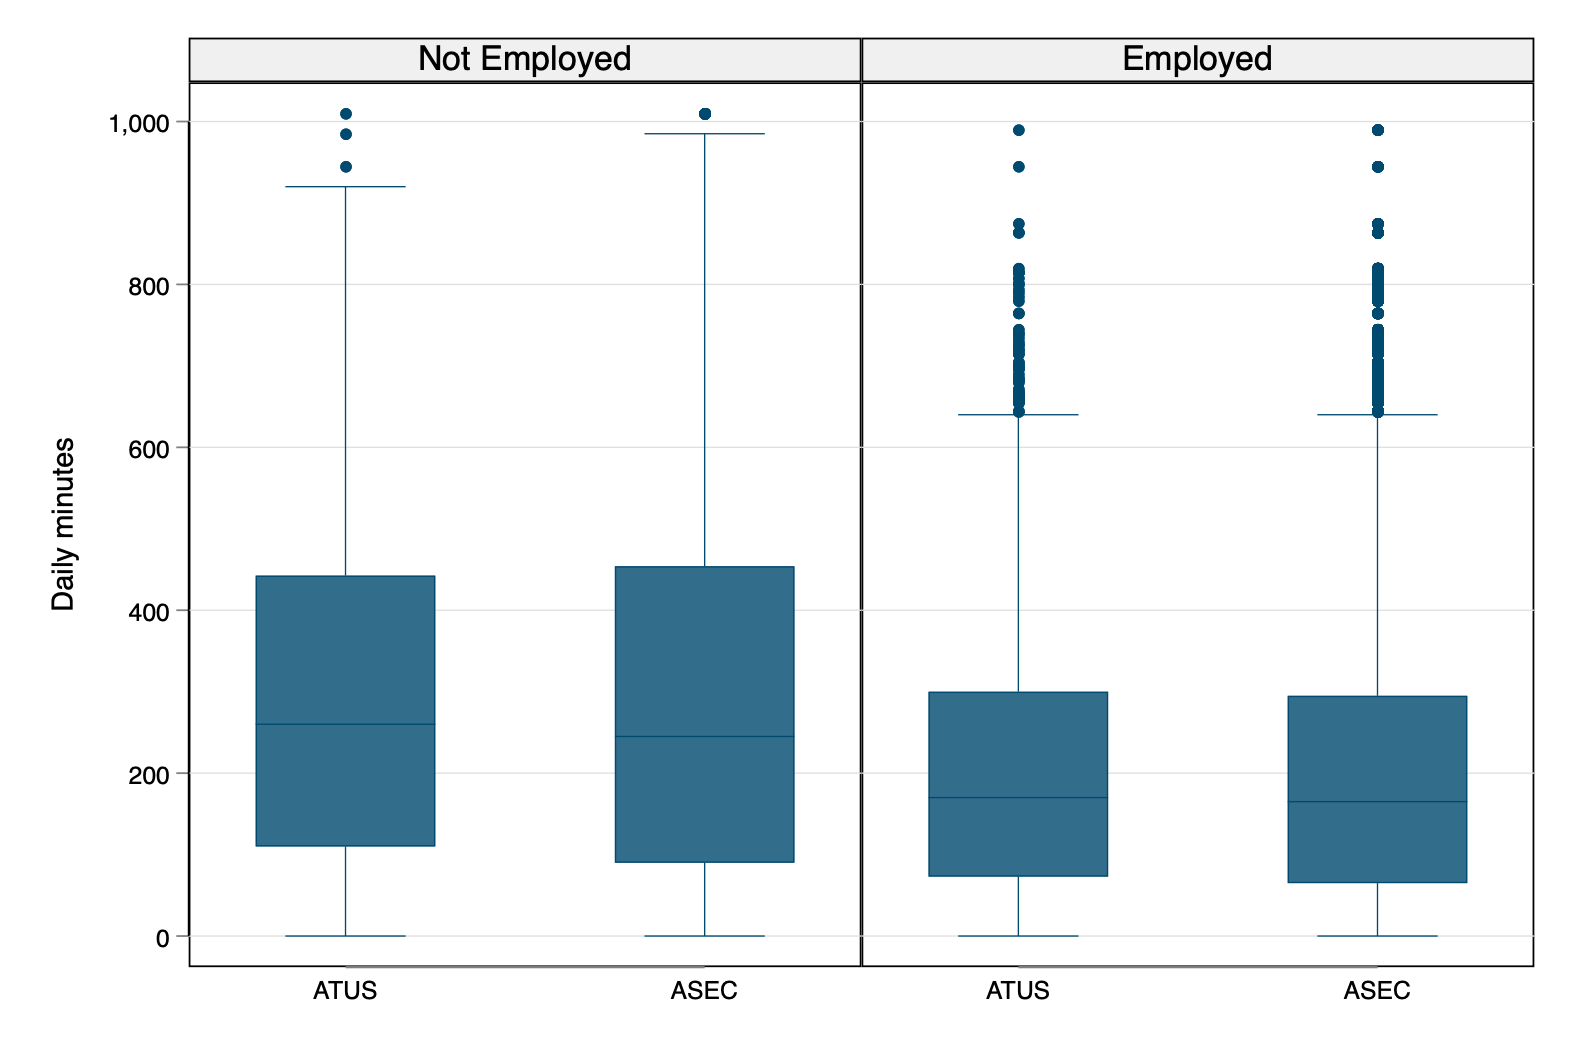 Not Employed
Employed
1,000
800
600
400
200
0
Daily minutes
ATUS
ASEC
ATUS
ASEC